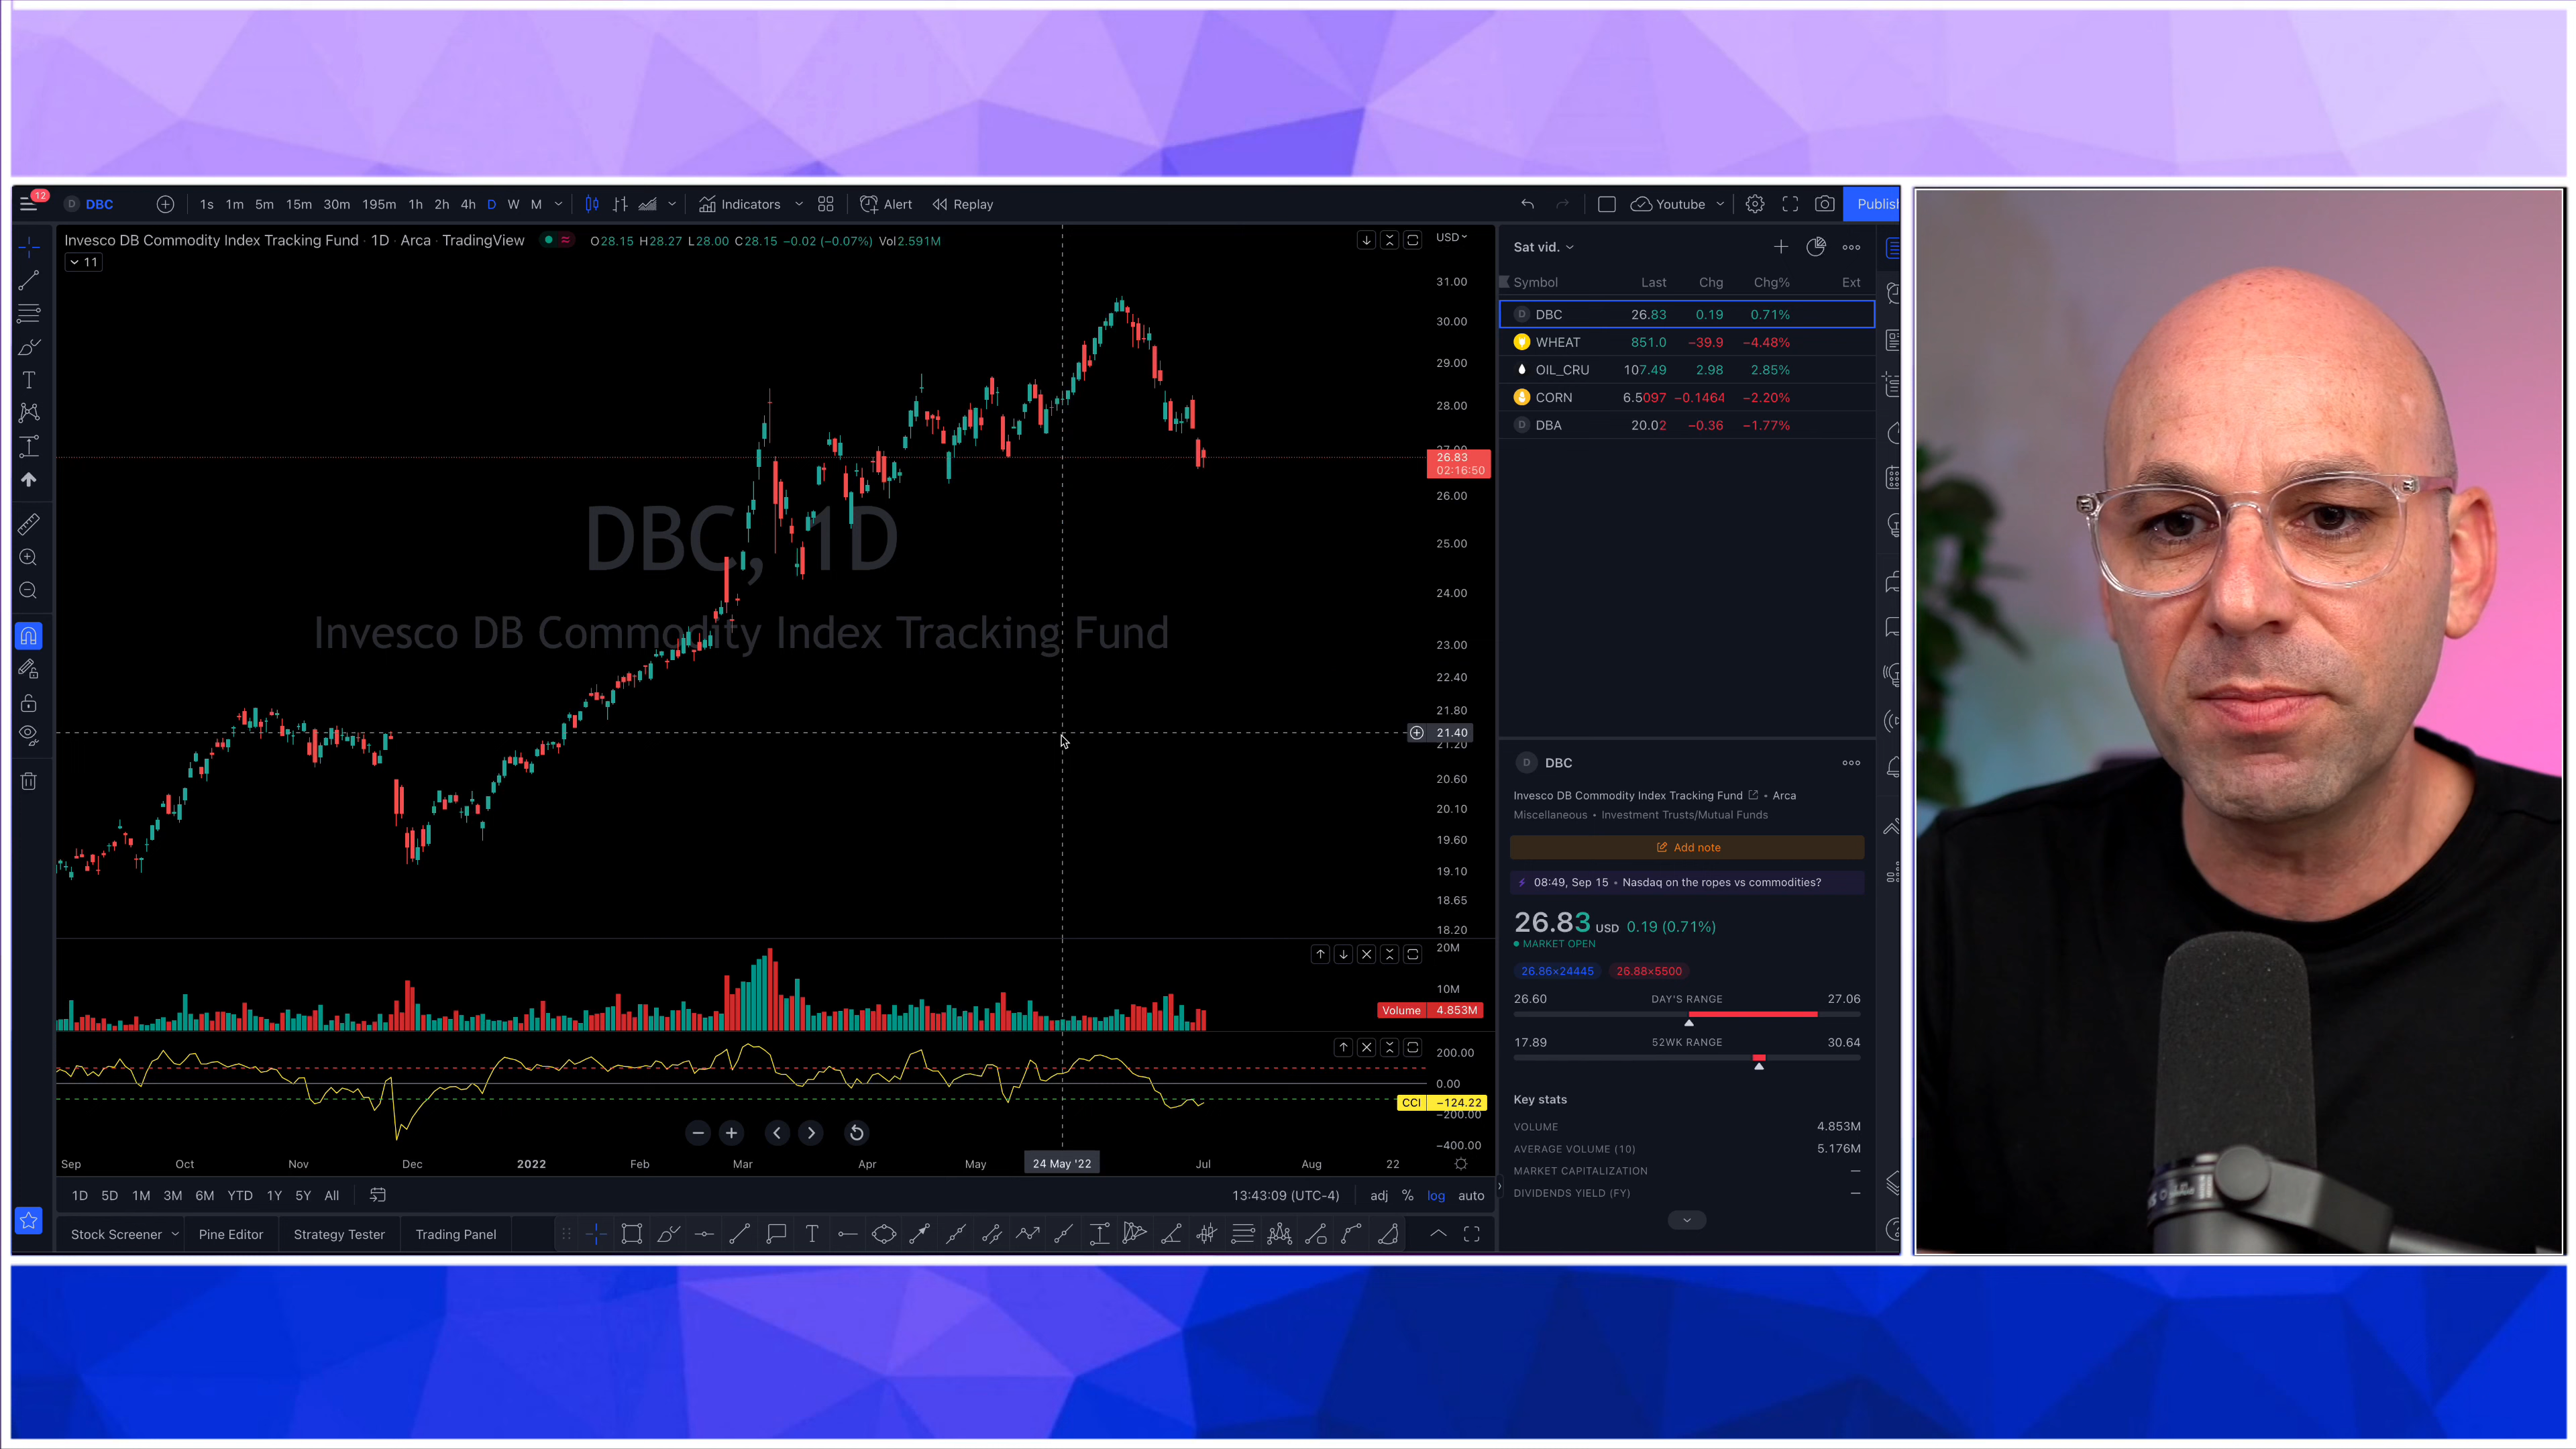 12
D DBC 1s 1m 5m 15m 30m 195m 1h 2h 4h D W M Indicators Alert Replay Youtube Publish
Invesco DB Commodity Index Tracking Fund · 1D · Arca · TradingView O28.15 H28.27 L28.00 C28.15 −0.02 (−0.07%) Vol2.591M USD
11
31.00
30.00
29.00
28.00
27.00
26.83
02:16:50
26.00
25.00
24.00
23.00
22.40
21.80
21.40
21.20
20.60
20.10
19.60
19.10
18.65
18.20
DBC, 1D
Invesco DB Commodity Index Tracking Fund
20M
10M
Volume 4.853M
200.00
0.00
CCI −124.22
−200.00
−400.00
Sep Oct Nov Dec 2022 Feb Mar Apr May 24 May '22 Jul Aug 22
1D 5D 1M 3M 6M YTD 1Y 5Y All 13:43:09 (UTC-4) adj % log auto
Stock Screener Pine Editor Strategy Tester Trading Panel
Sat vid.
Symbol Last Chg Chg% Ext
D DBC 26.83 0.19 0.71%
WHEAT 851.0 −39.9 −4.48%
OIL_CRU 107.49 2.98 2.85%
CORN 6.5097 −0.1464 −2.20%
D DBA 20.02 −0.36 −1.77%
D DBC
Invesco DB Commodity Index Tracking Fund • Arca
Miscellaneous • Investment Trusts/Mutual Funds
Add note
08:49, Sep 15 • Nasdaq on the ropes vs commodities?
26.83 USD 0.19 (0.71%)
MARKET OPEN
26.86×24445 26.88×5500
26.60 DAY'S RANGE 27.06
17.89 52WK RANGE 30.64
Key stats
VOLUME 4.853M
AVERAGE VOLUME (10) 5.176M
MARKET CAPITALIZATION —
DIVIDENDS YIELD (FY) —